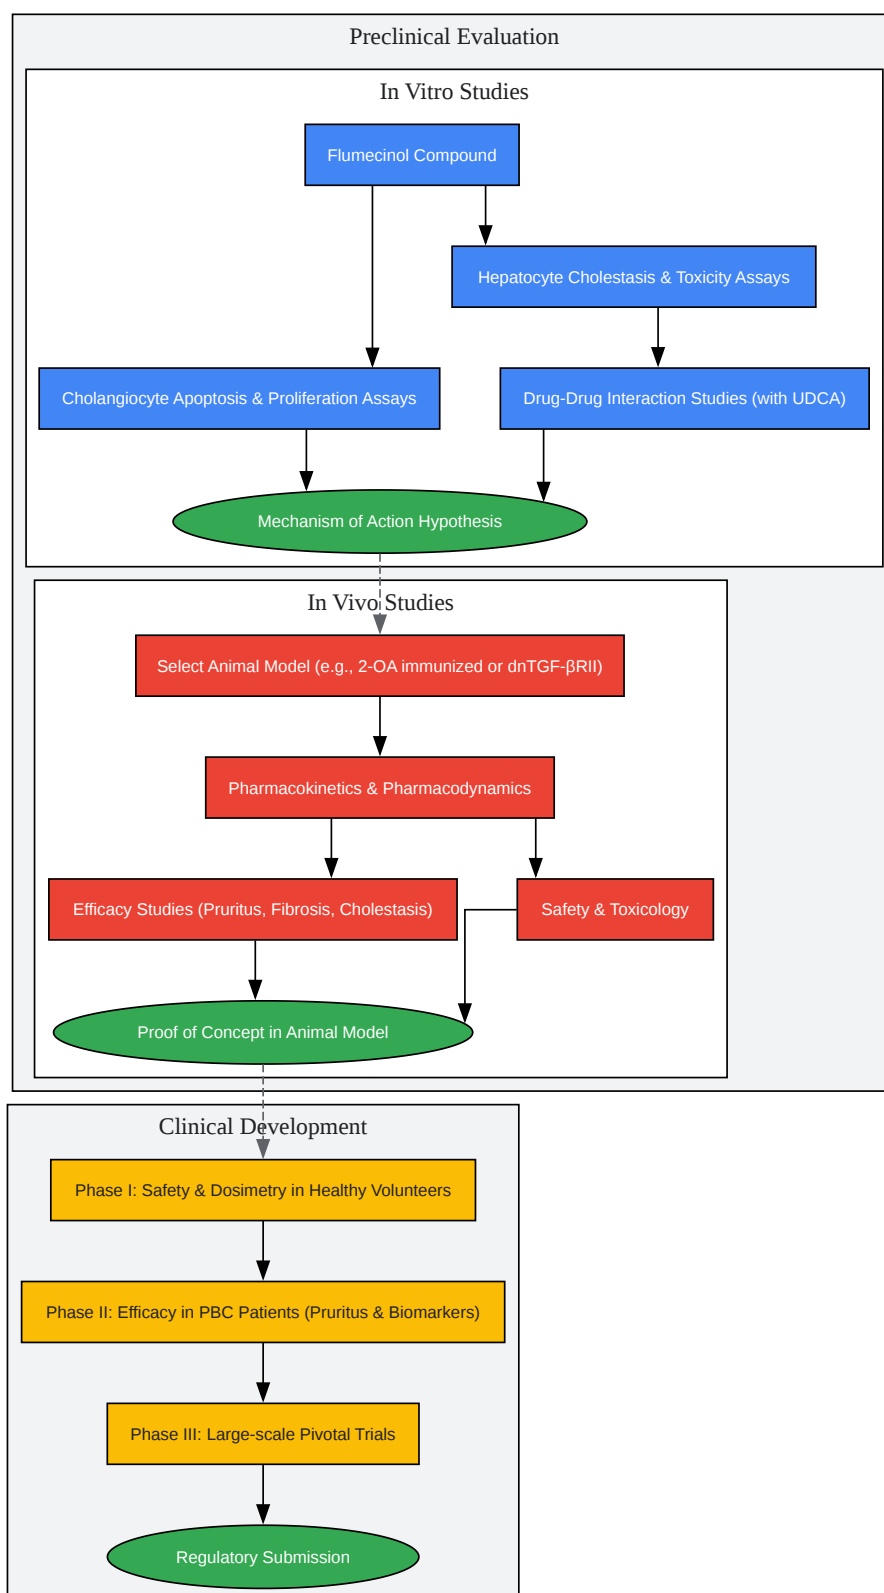 Preclinical Evaluation
In Vitro Studies
Flumecinol Compound
Hepatocyte Cholestasis & Toxicity Assays
Cholangiocyte Apoptosis & Proliferation Assays
Drug-Drug Interaction Studies (with UDCA)
Mechanism of Action Hypothesis
In Vivo Studies
Select Animal Model (e.g., 2-OA immunized or dnTGF-βRII)
Pharmacokinetics & Pharmacodynamics
Efficacy Studies (Pruritus, Fibrosis, Cholestasis)
Safety & Toxicology
Proof of Concept in Animal Model
Clinical Development
Phase I: Safety & Dosimetry in Healthy Volunteers
Phase II: Efficacy in PBC Patients (Pruritus & Biomarkers)
Phase III: Large-scale Pivotal Trials
Regulatory Submission